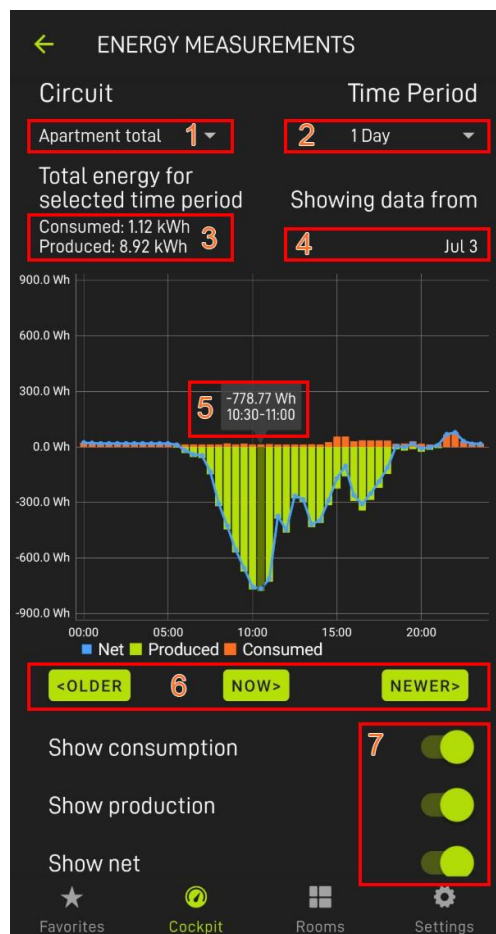 ENERGY MEASUREMENTS
Circuit
Time Period
Apartment total 1
2 1 Day
Total energy for
selected time period
Showing data from
Consumed: 1.12 kWh
Produced: 8.92 kWh
3
4 Jul 3
900.0 Wh
600.0 Wh
300.0 Wh
5
-778.77 Wh
10:30-11:00
0.0 Wh
-300.0 Wh
-600.0 Wh
-900.0 Wh
00:00 05:00 10:00 15:00 20:00
Net Produced Consumed
<OLDER 6 NOW> NEWER>
Show consumption 7
Show production
Show net
Favorites Cockpit Rooms Settings